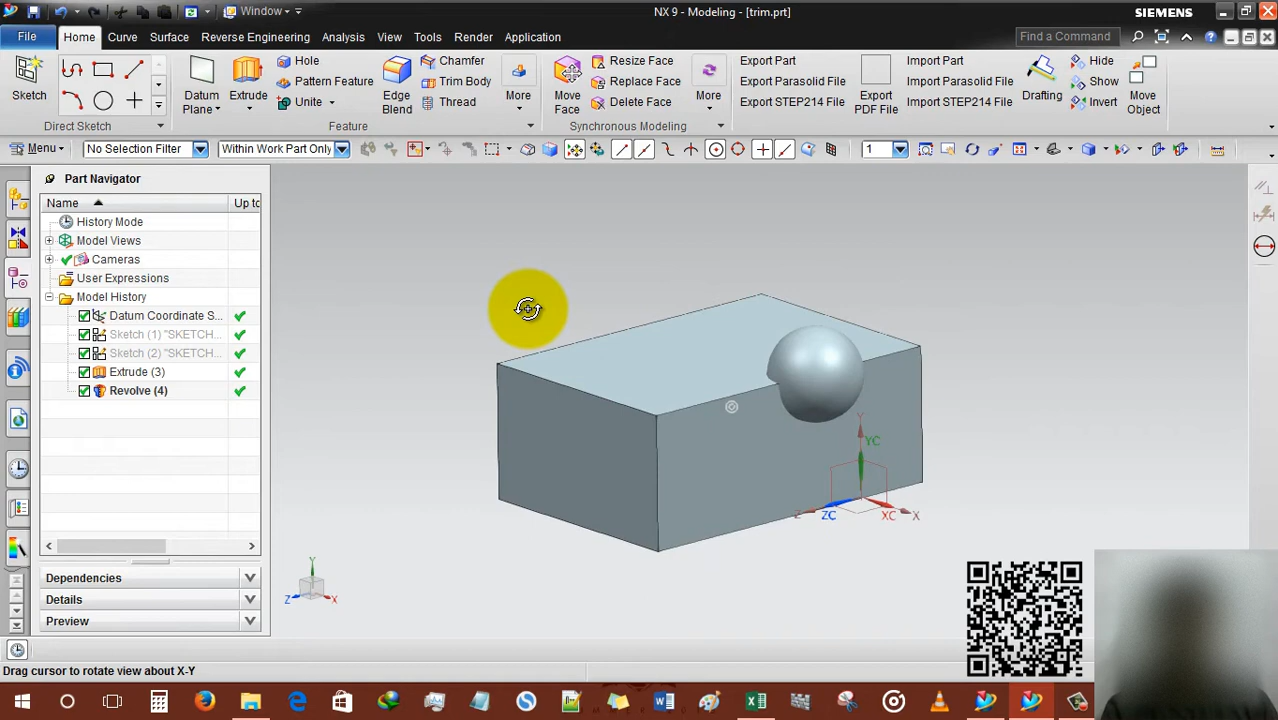 Window
NX 9 - Modeling - [trim.prt]
SIEMENS
File
Home
Curve
Surface
Reverse Engineering
Analysis
View
Tools
Render
Application
Find a Command
Sketch
Direct Sketch
Datum Plane
Extrude
Hole
Pattern Feature
Unite
Edge Blend
Chamfer
Trim Body
Thread
More
Feature
Move Face
Resize Face
Replace Face
Delete Face
More
Synchronous Modeling
Export Part
Export Parasolid File
Export STEP214 File
Export PDF File
Import Part
Import Parasolid File
Import STEP214 File
Drafting
Hide
Show
Invert
Move Object
Menu
No Selection Filter
Within Work Part Only
1
Part Navigator
Name
Up to
History Mode
Model Views
Cameras
User Expressions
Model History
Datum Coordinate S...
Sketch (1) "SKETCH...
Sketch (2) "SKETCH...
Extrude (3)
Revolve (4)
Dependencies
Details
Preview
Y
YC
Z
ZC
XC
X
Y
Z
X
Drag cursor to rotate view about X-Y